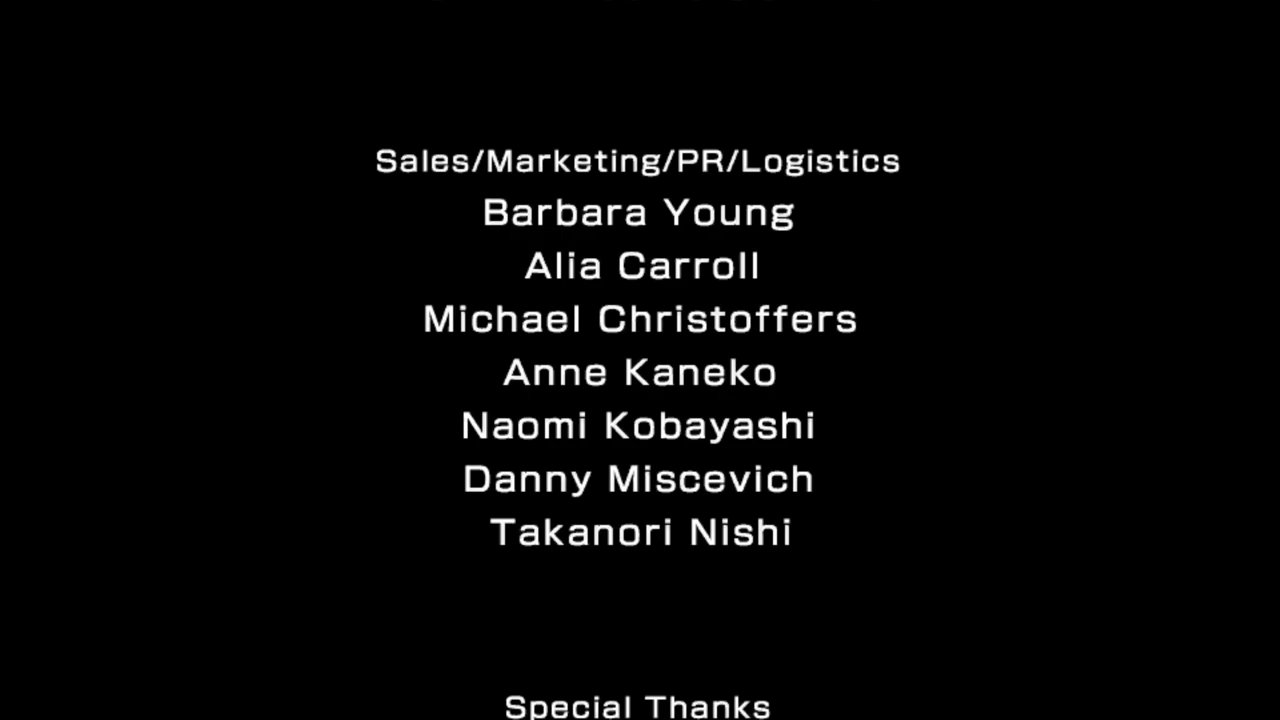 Sales/Marketing/PR/Logistics
Barbara Young
Alia Carroll
Michael Christoffers
Anne Kaneko
Naomi Kobayashi
Danny Miscevich
Takanori Nishi
Special Thanks